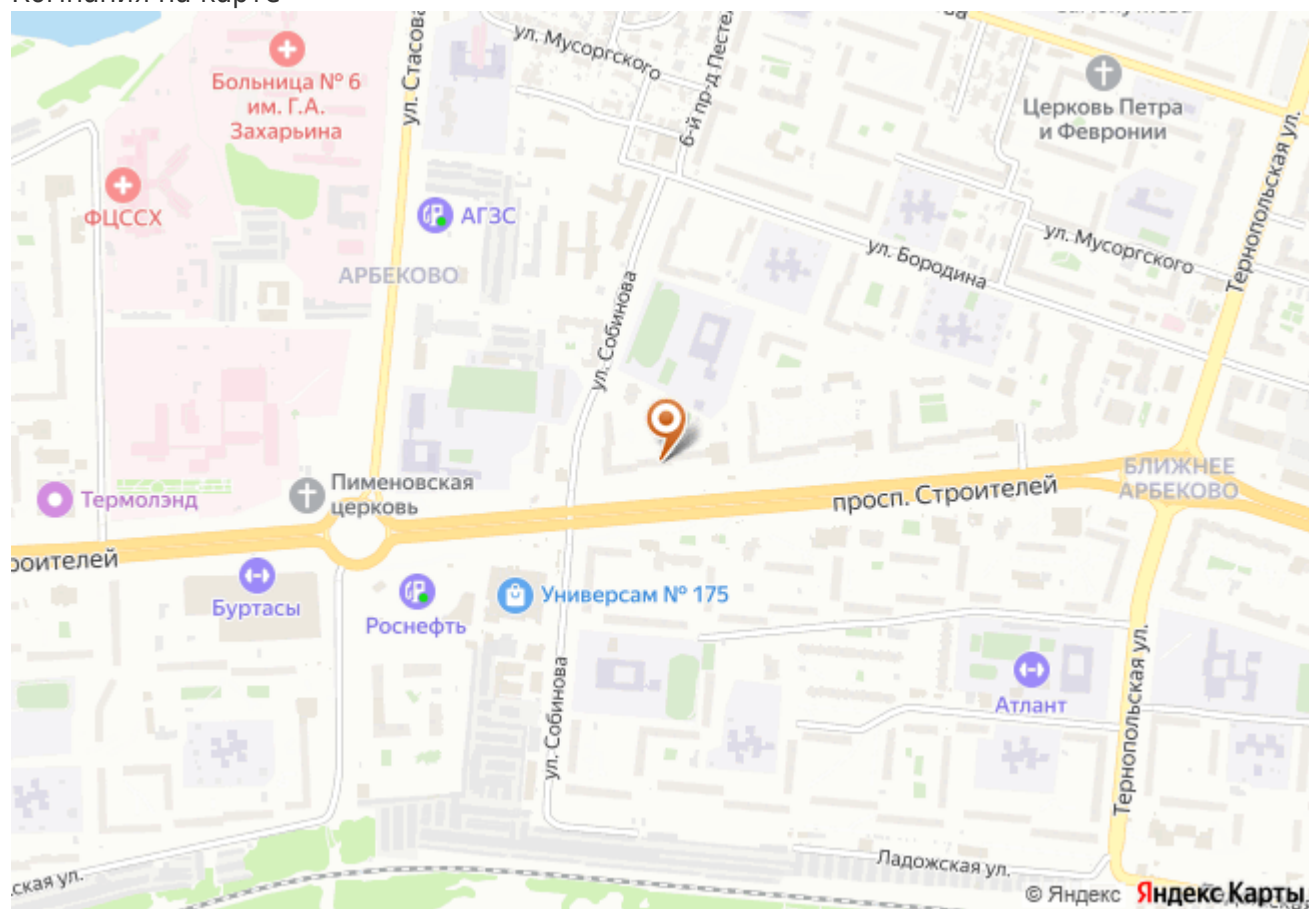 ул. Мусоргского
Больница № 6
им. Г.А.
Захарьина
ул. Стасова
6-й пр-д Пестеля
Церковь Петра
и Февронии
Тернопольская ул.
ФЦССХ
АГЗС
АРБЕКОВО
ул. Бородина
ул. Мусоргского
ул. Собинова
Термолэнд
Пименовская
церковь
просп. Строителей
БЛИЖНЕЕ
АРБЕКОВО
роителей
Буртасы
Роснефть
Универсам № 175
ул. Собинова
Атлант
Тернопольская ул.
Ладожская ул.
ская ул.
© Яндекс Яндекс Карты